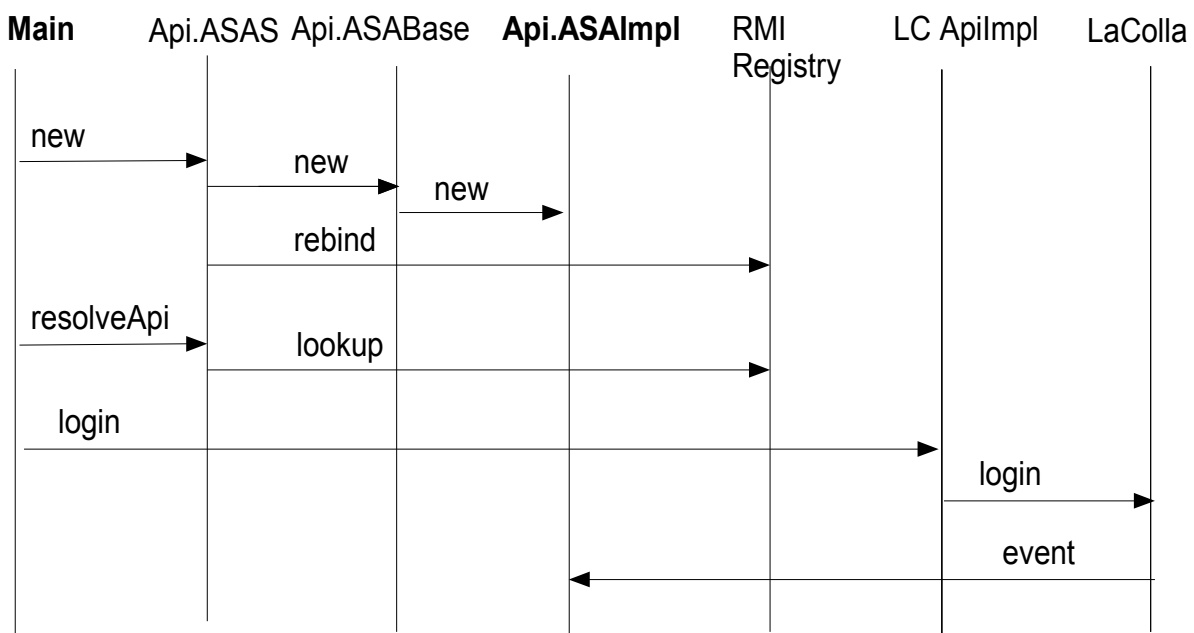 Main Api.ASAS Api.ASABase Api.ASAImpl RMI Registry LC ApiImpl LaColla
new
new
new
rebind
resolveApi
lookup
login
login
event